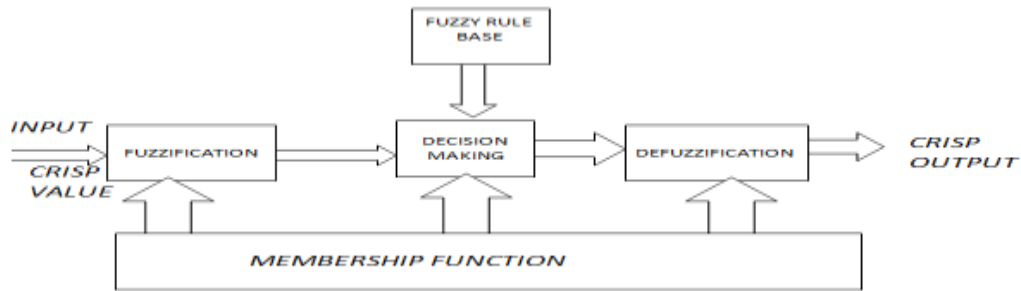 FUZZY RULE
BASE
INPUT
CRISP
VALUE
FUZZIFICATION
DECISION
MAKING
DEFUZZIFICATION
CRISP
OUTPUT
MEMBERSHIP FUNCTION